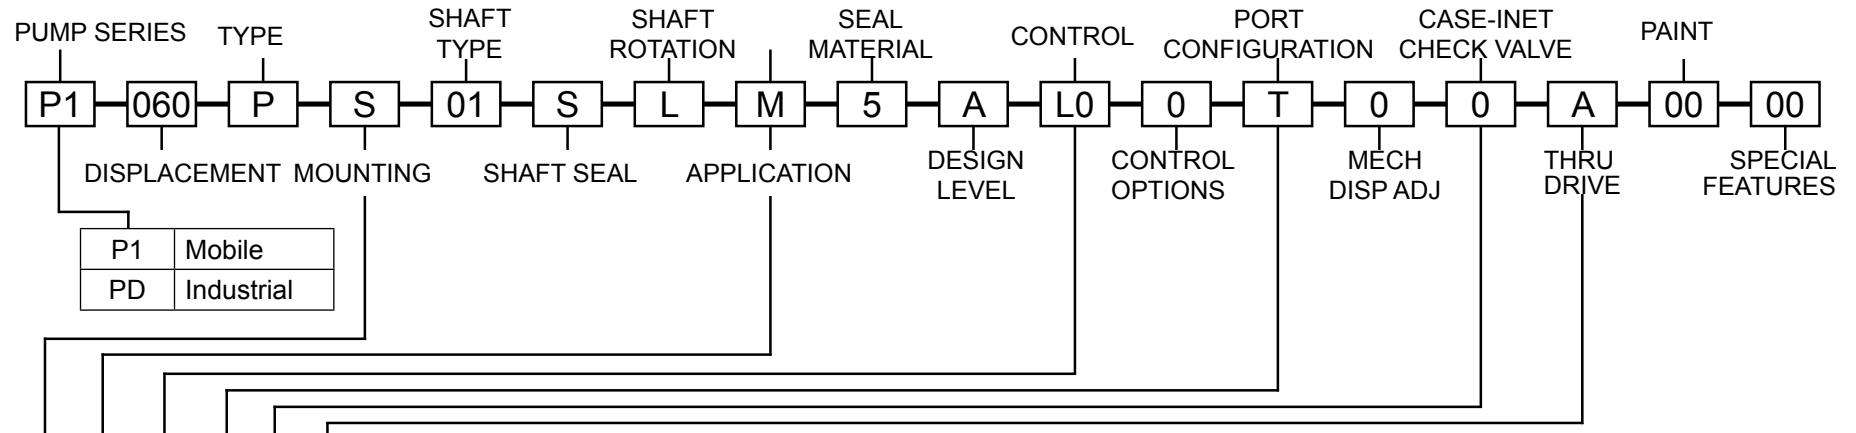 PUMP SERIES
TYPE
SHAFT
TYPE
SHAFT
ROTATION
SEAL
MATERIAL
CONTROL
PORT
CONFIGURATION
CASE-INET
CHECK VALVE
PAINT
P1 060 P S 01 S L M 5 A L0 0 T 0 0 A 00 00
DISPLACEMENT
MOUNTING
SHAFT SEAL
APPLICATION
DESIGN
LEVEL
CONTROL
OPTIONS
MECH
DISP ADJ
THRU
DRIVE
SPECIAL
FEATURES
P1 Mobile
PD Industrial